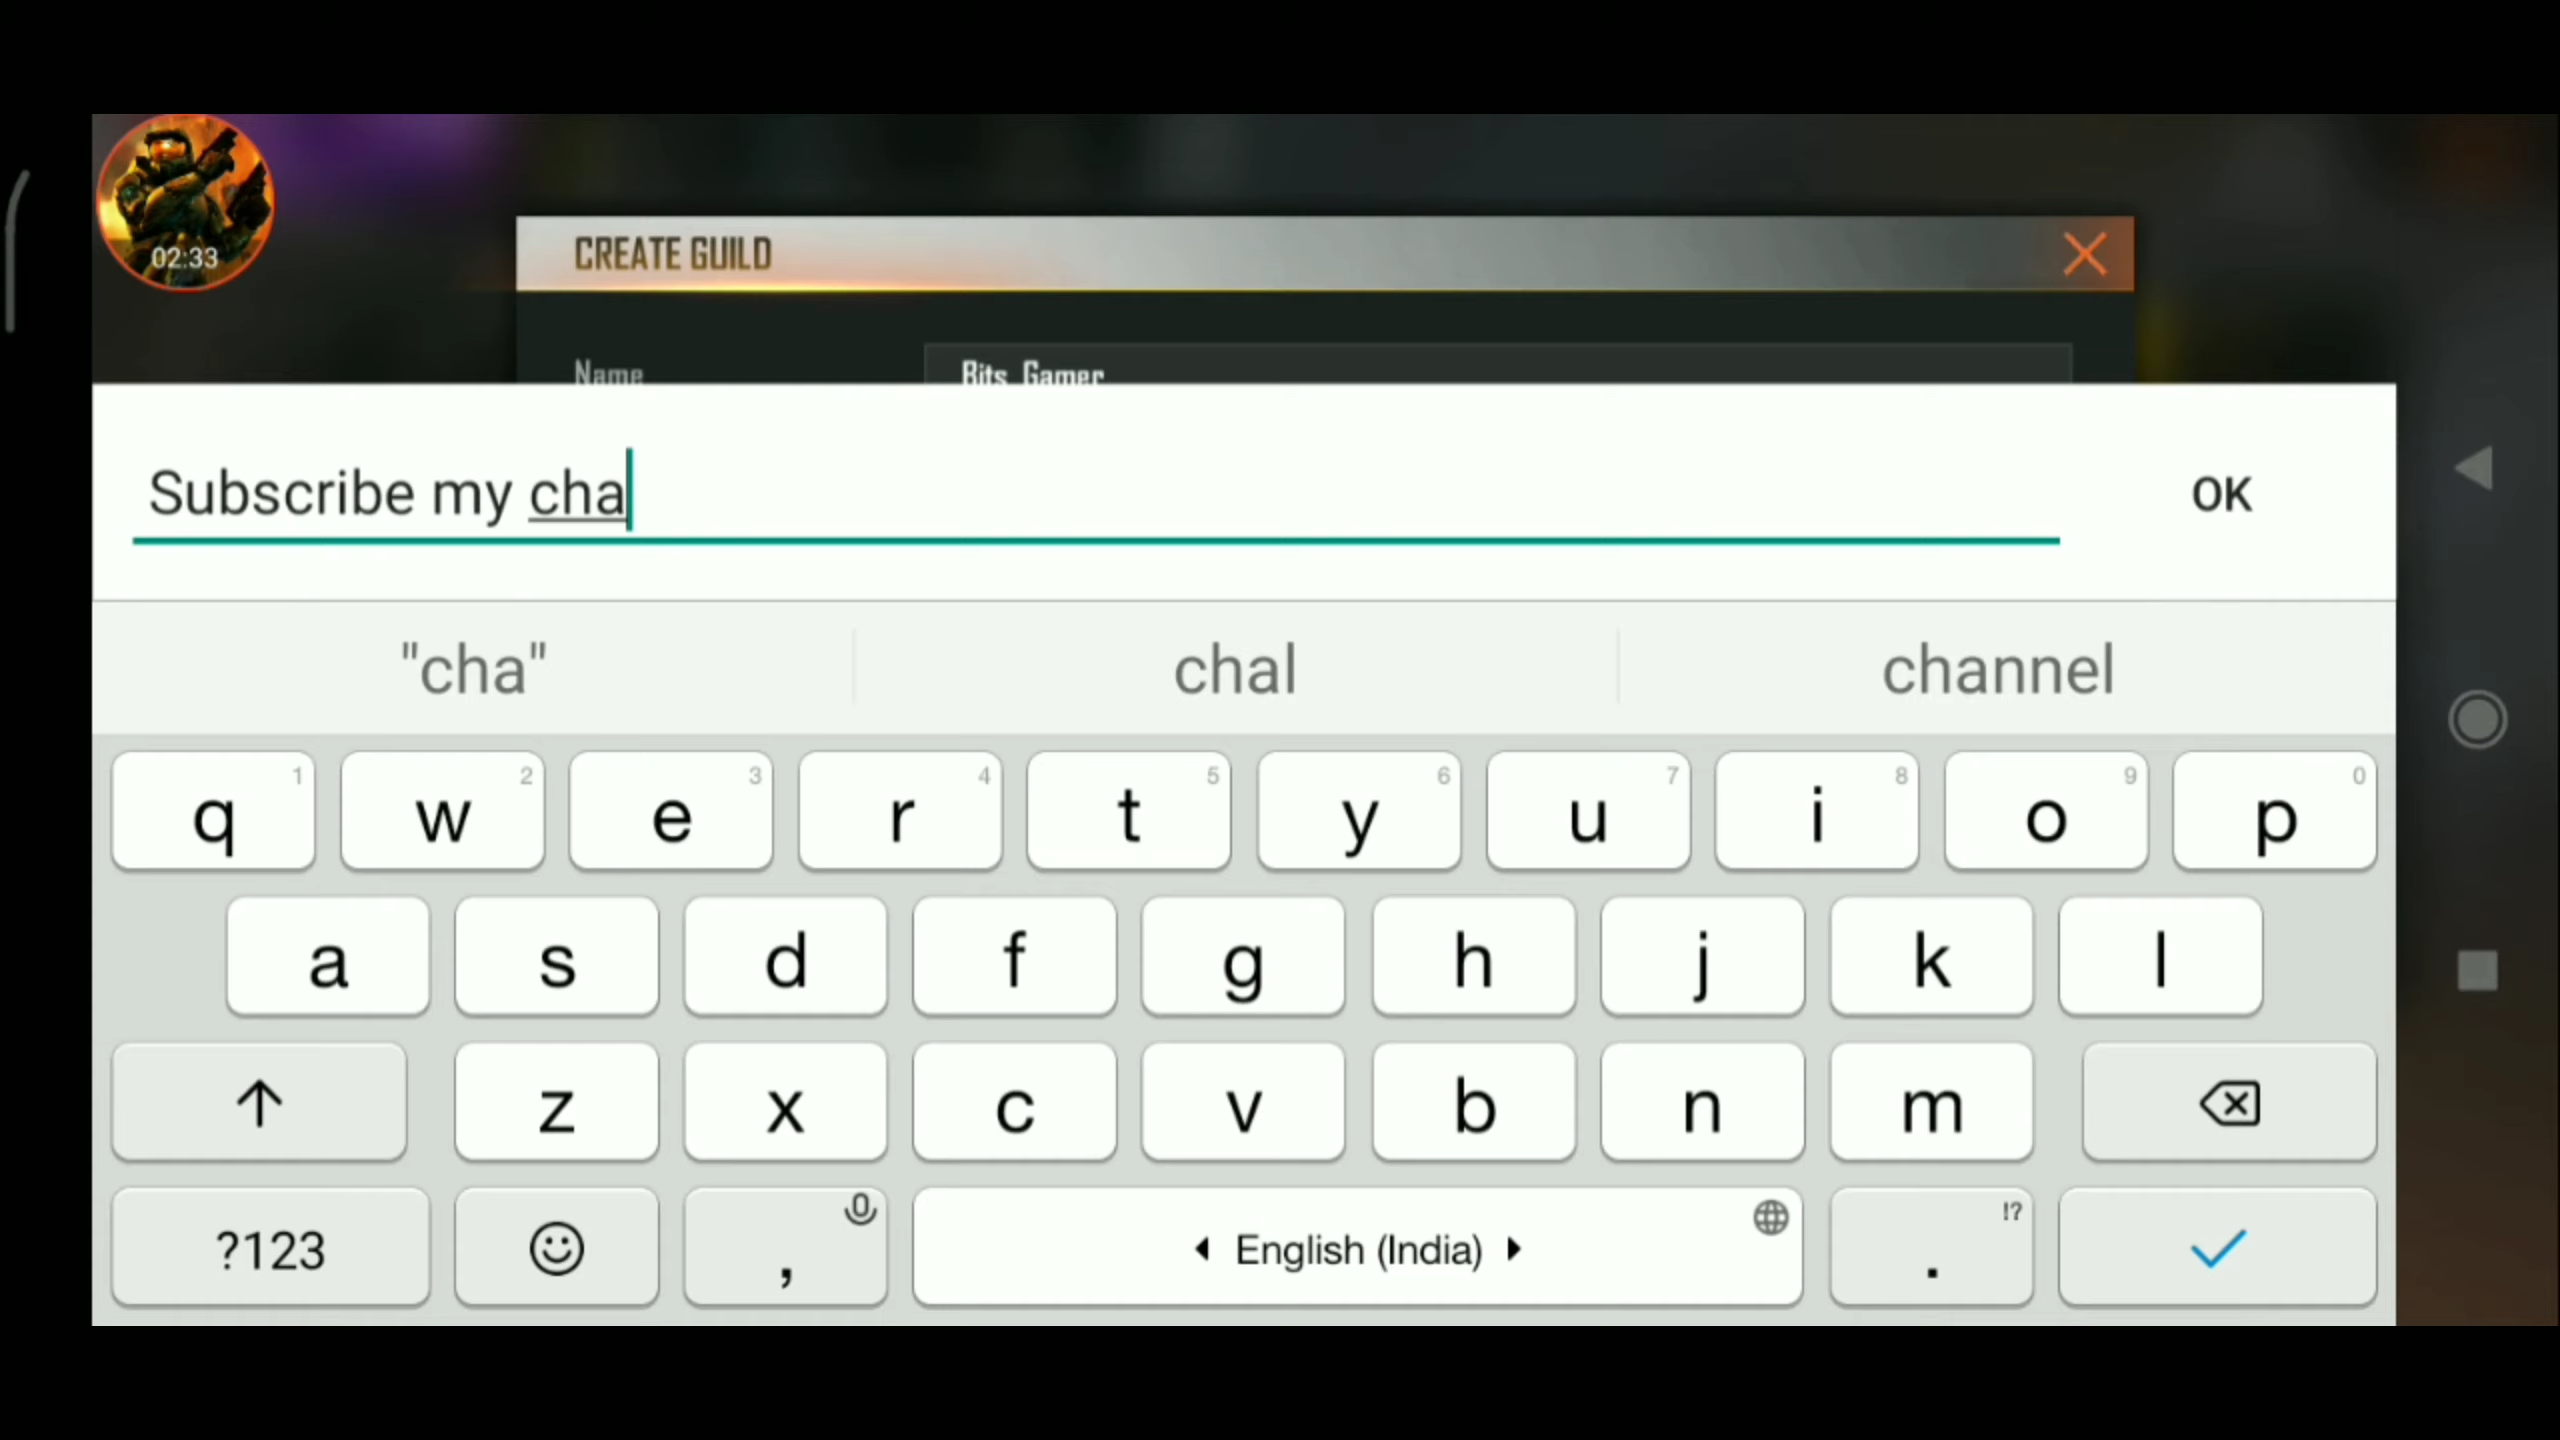 02:33
CREATE GUILD
Name
Bits Gamer
Subscribe my cha
OK
"cha" chal channel
q 1 w 2 e 3 r 4 t 5 y 6 u 7 i 8 o 9 p 0
a s d f g h j k l
z x c v b n m
?123 , English (India) . !?